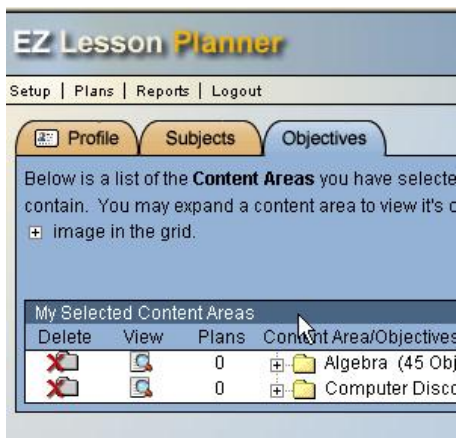 EZ Lesson Planner
Setup | Plans | Reports | Logout
Profile Subjects Objectives
Below is a list of the Content Areas you have selecte
contain. You may expand a content area to view it's o
image in the grid.
My Selected Content Areas
Delete View Plans Content Area/Objectives
0 Algebra (45 Obj
0 Computer Disco